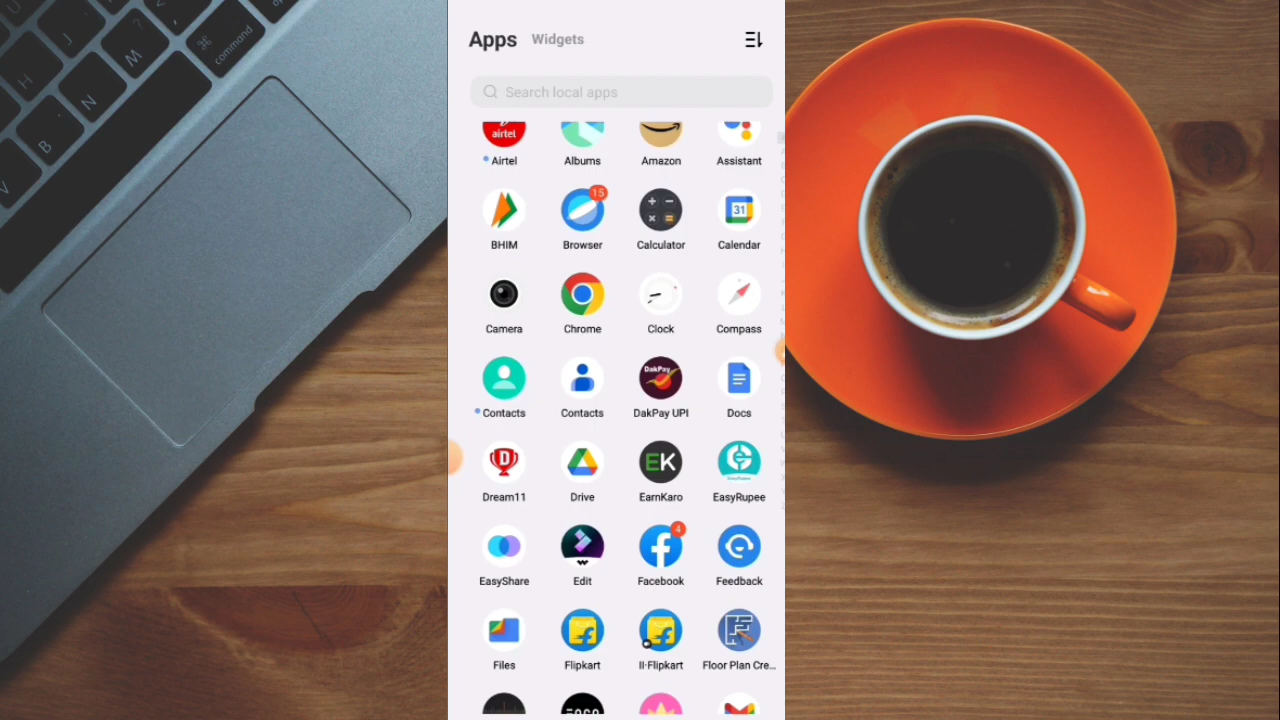 J
H
M
?
/
⌘
command
N
B
V
Apps Widgets
Search local apps
airtel
Airtel Albums Amazon Assistant
15
31
BHIM Browser Calculator Calendar
Camera Chrome Clock Compass
DakPay
Contacts Contacts DakPay UPI Docs
D
EK
Dream11 Drive EarnKaro EasyRupee
4
EasyShare Edit Facebook Feedback
Files Flipkart II·Flipkart Floor Plan Cre...